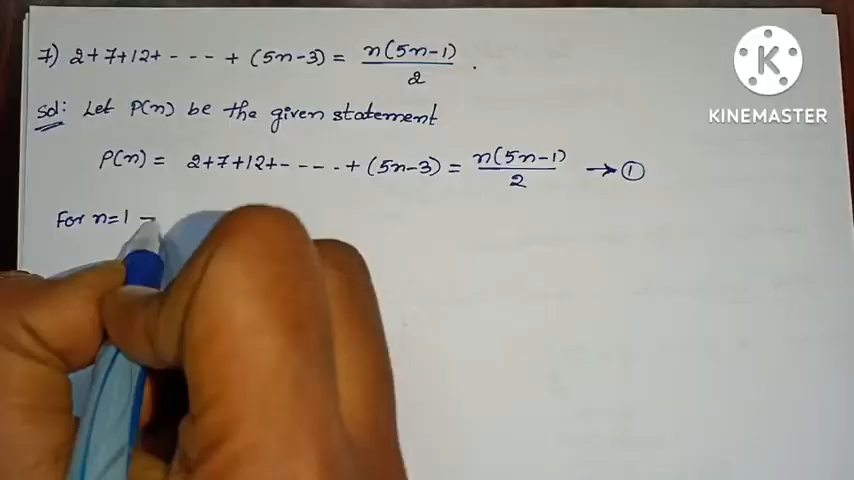 7) 2+7+12+ - - - + (5n-3) = n(5n-1)/2 .
Sol: Let P(n) be the given statement
P(n) = 2+7+12+- - - - + (5n-3) = n(5n-1)/2 → ①
For n=1 -
KINEMASTER